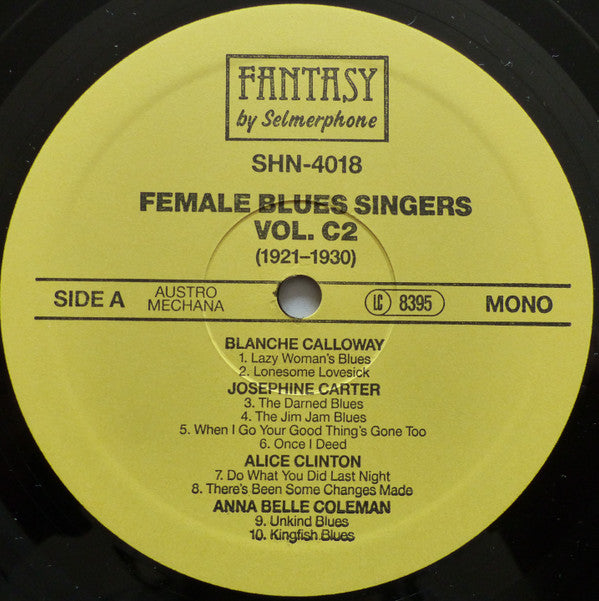 FANTASY
by Selmerphone
SHN-4018
FEMALE BLUES SINGERS
VOL. C2
(1921–1930)
SIDE A
AUSTRO
MECHANA
LC 8395
MONO
BLANCHE CALLOWAY
1. Lazy Woman's Blues
2. Lonesome Lovesick
JOSEPHINE CARTER
3. The Darned Blues
4. The Jim Jam Blues
5. When I Go Your Good Thing's Gone Too
6. Once I Deed
ALICE CLINTON
7. Do What You Did Last Night
8. There's Been Some Changes Made
ANNA BELLE COLEMAN
9. Unkind Blues
10. Kingfish Blues